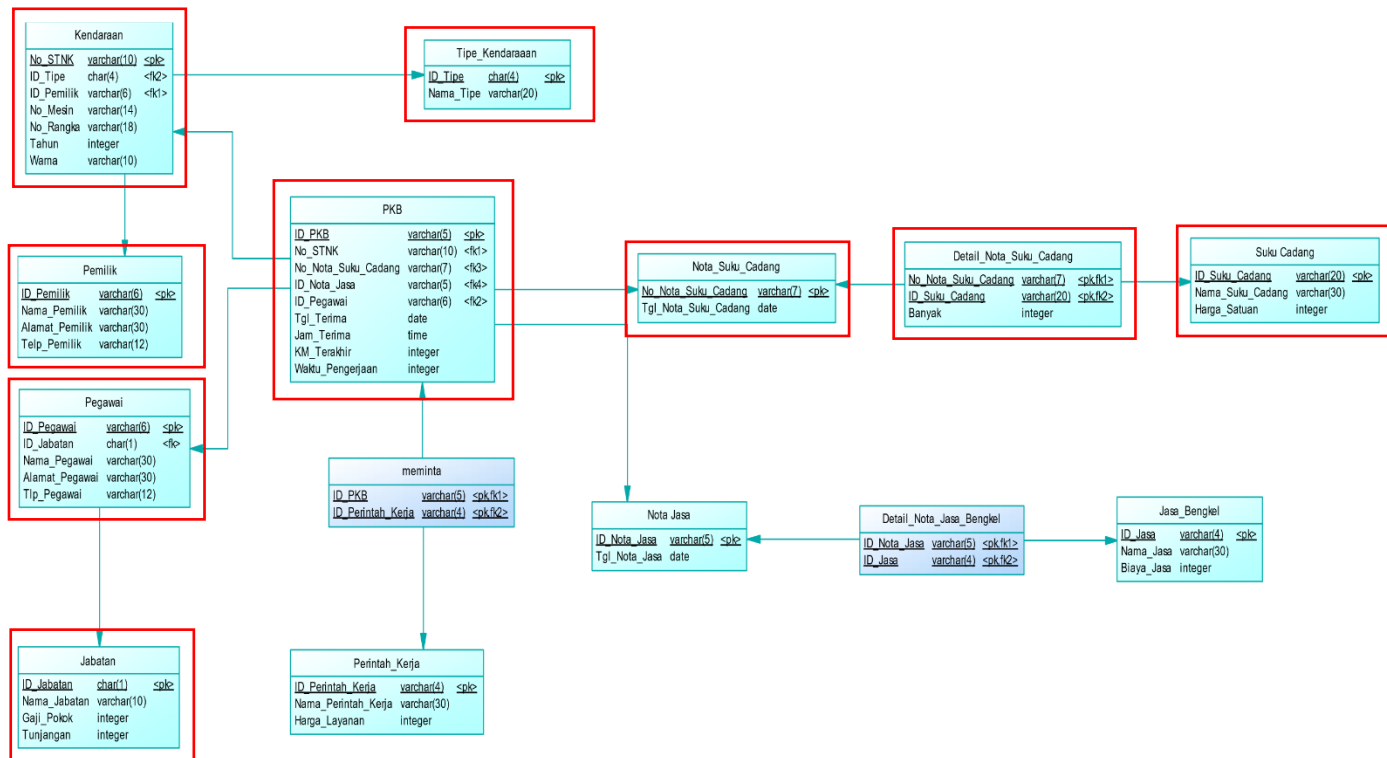 Kendaraan
No_STNK varchar(10) <pk>
ID_Tipe char(4) <fk2>
ID_Pemilik varchar(6) <fk1>
No_Mesin varchar(14)
No_Rangka varchar(18)
Tahun integer
Warna varchar(10)
Tipe_Kendaraaan
ID_Tipe char(4) <pk>
Nama_Tipe varchar(20)
PKB
ID_PKB varchar(5) <pk>
No_STNK varchar(10) <fk1>
No_Nota_Suku_Cadang varchar(7) <fk3>
ID_Nota_Jasa varchar(5) <fk4>
ID_Pegawai varchar(6) <fk2>
Tgl_Terima date
Jam_Terima time
KM_Terakhir integer
Waktu_Pengerjaan integer
Nota_Suku_Cadang
No_Nota_Suku_Cadang varchar(7) <pk>
Tgl_Nota_Suku_Cadang date
Detail_Nota_Suku_Cadang
No_Nota_Suku_Cadang varchar(7) <pk,fk1>
ID_Suku_Cadang varchar(20) <pk,fk2>
Banyak integer
Suku Cadang
ID_Suku_Cadang varchar(20) <pk>
Nama_Suku_Cadang varchar(30)
Harga_Satuan integer
Pemilik
ID_Pemilik varchar(6) <pk>
Nama_Pemilik varchar(30)
Alamat_Pemilik varchar(30)
Telp_Pemilik varchar(12)
Pegawai
ID_Pegawai varchar(6) <pk>
ID_Jabatan char(1) <fk>
Nama_Pegawai varchar(30)
Alamat_Pegawai varchar(30)
Tlp_Pegawai varchar(12)
meminta
ID_PKB varchar(5) <pk,fk1>
ID_Perintah_Kerja varchar(4) <pk,fk2>
Nota Jasa
ID_Nota_Jasa varchar(5) <pk>
Tgl_Nota_Jasa date
Detail_Nota_Jasa_Bengkel
ID_Nota_Jasa varchar(5) <pk,fk1>
ID_Jasa varchar(4) <pk,fk2>
Jasa_Bengkel
ID_Jasa varchar(4) <pk>
Nama_Jasa varchar(30)
Biaya_Jasa integer
Jabatan
ID_Jabatan char(1) <pk>
Nama_Jabatan varchar(10)
Gaji_Pokok integer
Tunjangan integer
Perintah_Kerja
ID_Perintah_Kerja varchar(4) <pk>
Nama_Perintah_Kerja varchar(30)
Harga_Layanan integer